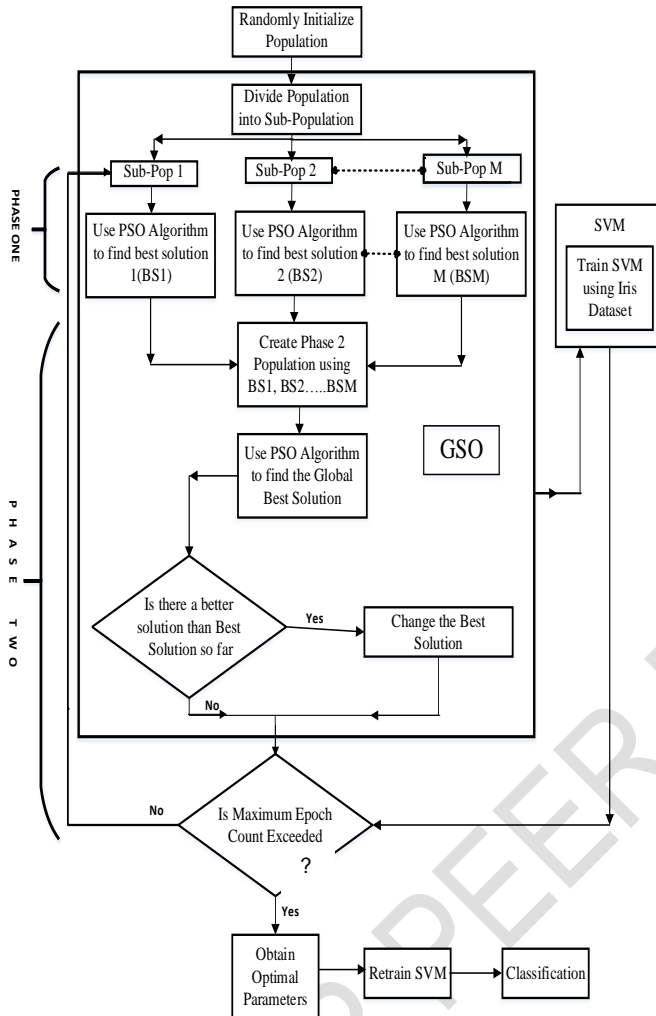 Randomly Initialize
Population
Divide Population
into Sub-Population
Sub-Pop 1
Sub-Pop 2
Sub-Pop M
PHASE ONE
Use PSO Algorithm
to find best solution
1(BS1)
Use PSO Algorithm
to find best solution
2 (BS2)
Use PSO Algorithm
to find best solution
M (BSM)
SVM
Train SVM
using Iris
Dataset
Create Phase 2
Population using
BS1, BS2.....BSM
GSO
Use PSO Algorithm
to find the Global
Best Solution
PHASE TWO
Is there a better
solution than Best
Solution so far
Yes
Change the Best
Solution
No
No
Is Maximum Epoch
Count Exceeded
?
Yes
Obtain
Optimal
Parameters
Retrain SVM
Classification
PEER